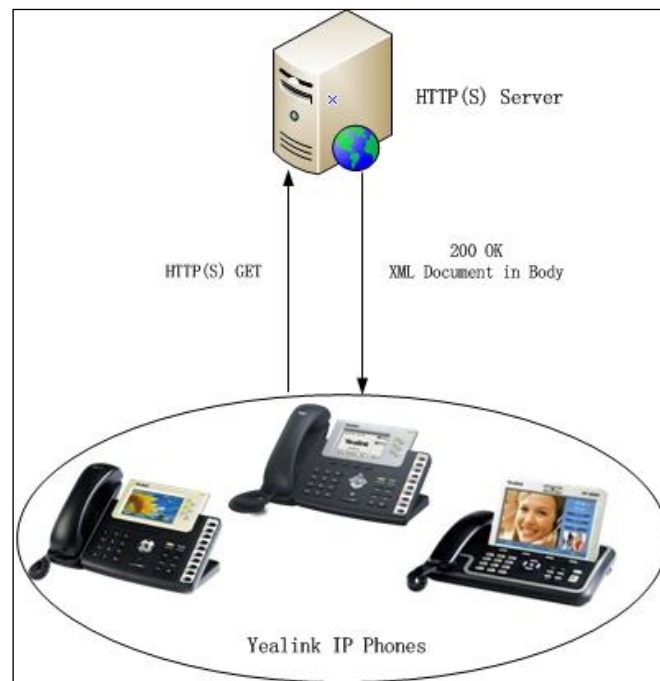 HTTP(S) Server
HTTP(S) GET
200 OK
XML Document in Body
Yealink IP Phones